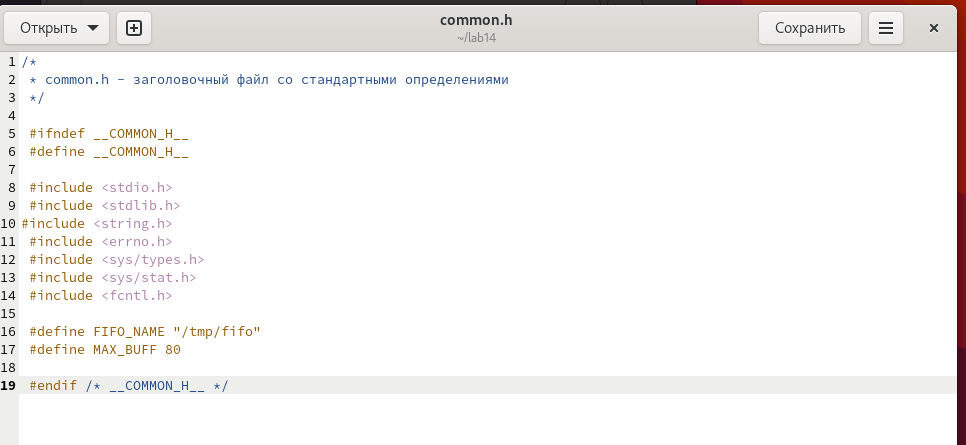 Открыть
common.h
~/lab14
Сохранить
1 /*
2  * common.h – заголовочный файл со стандартными определениями
3  */
4
5  #ifndef __COMMON_H__
6  #define __COMMON_H__
7
8  #include <stdio.h>
9  #include <stdlib.h>
10 #include <string.h>
11  #include <errno.h>
12  #include <sys/types.h>
13  #include <sys/stat.h>
14  #include <fcntl.h>
15
16  #define FIFO_NAME "/tmp/fifo"
17  #define MAX_BUFF 80
18
19  #endif /* __COMMON_H__ */